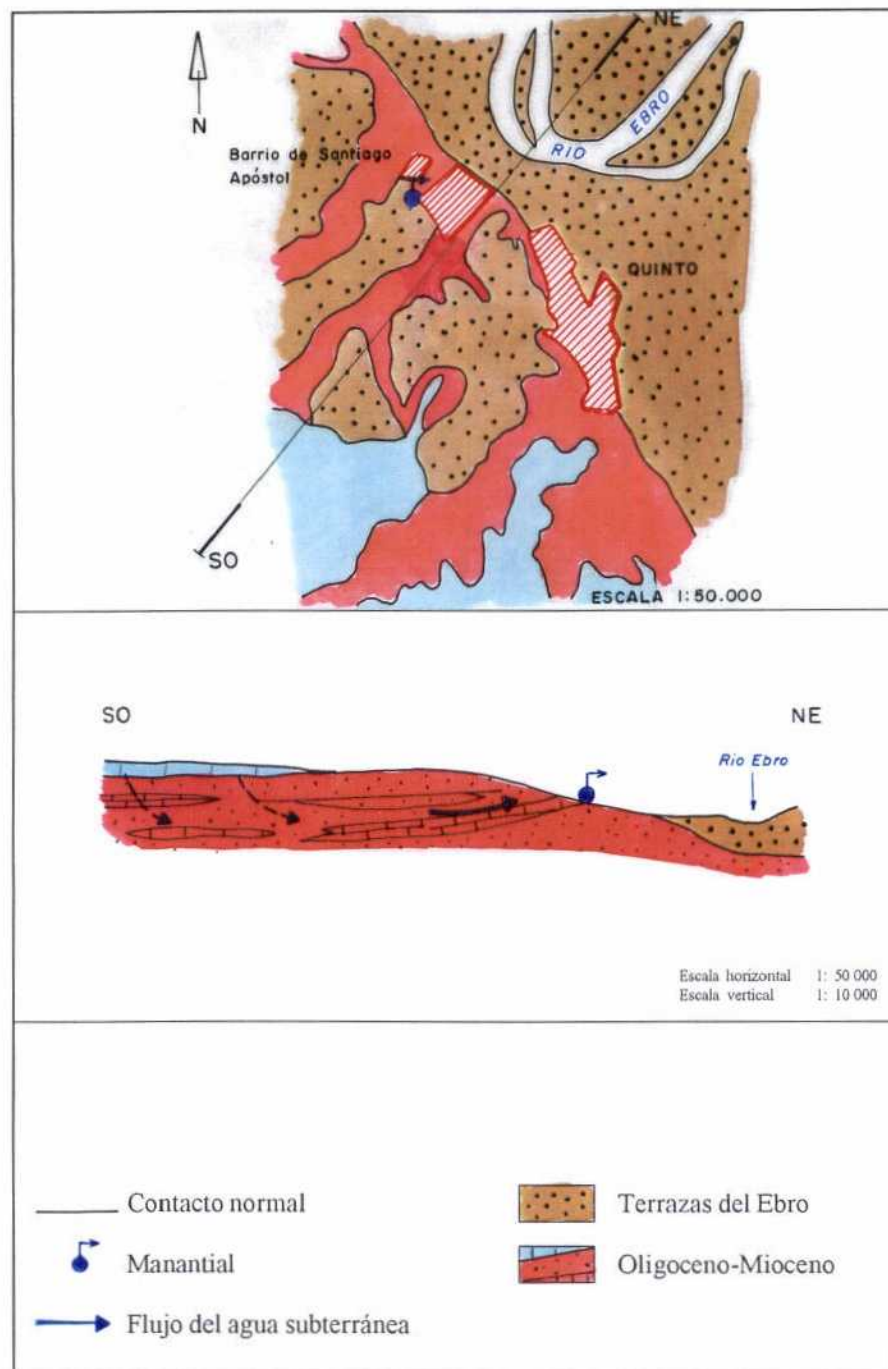 NE
N
RIO EBRO
Barrio de Santiago
Apóstol
QUINTO
SO
ESCALA 1:50.000
SO
NE
Rio Ebro
Escala horizontal 1: 50 000
Escala vertical 1: 10 000
Contacto normal
Terrazas del Ebro
Manantial
Oligoceno-Mioceno
Flujo del agua subterránea